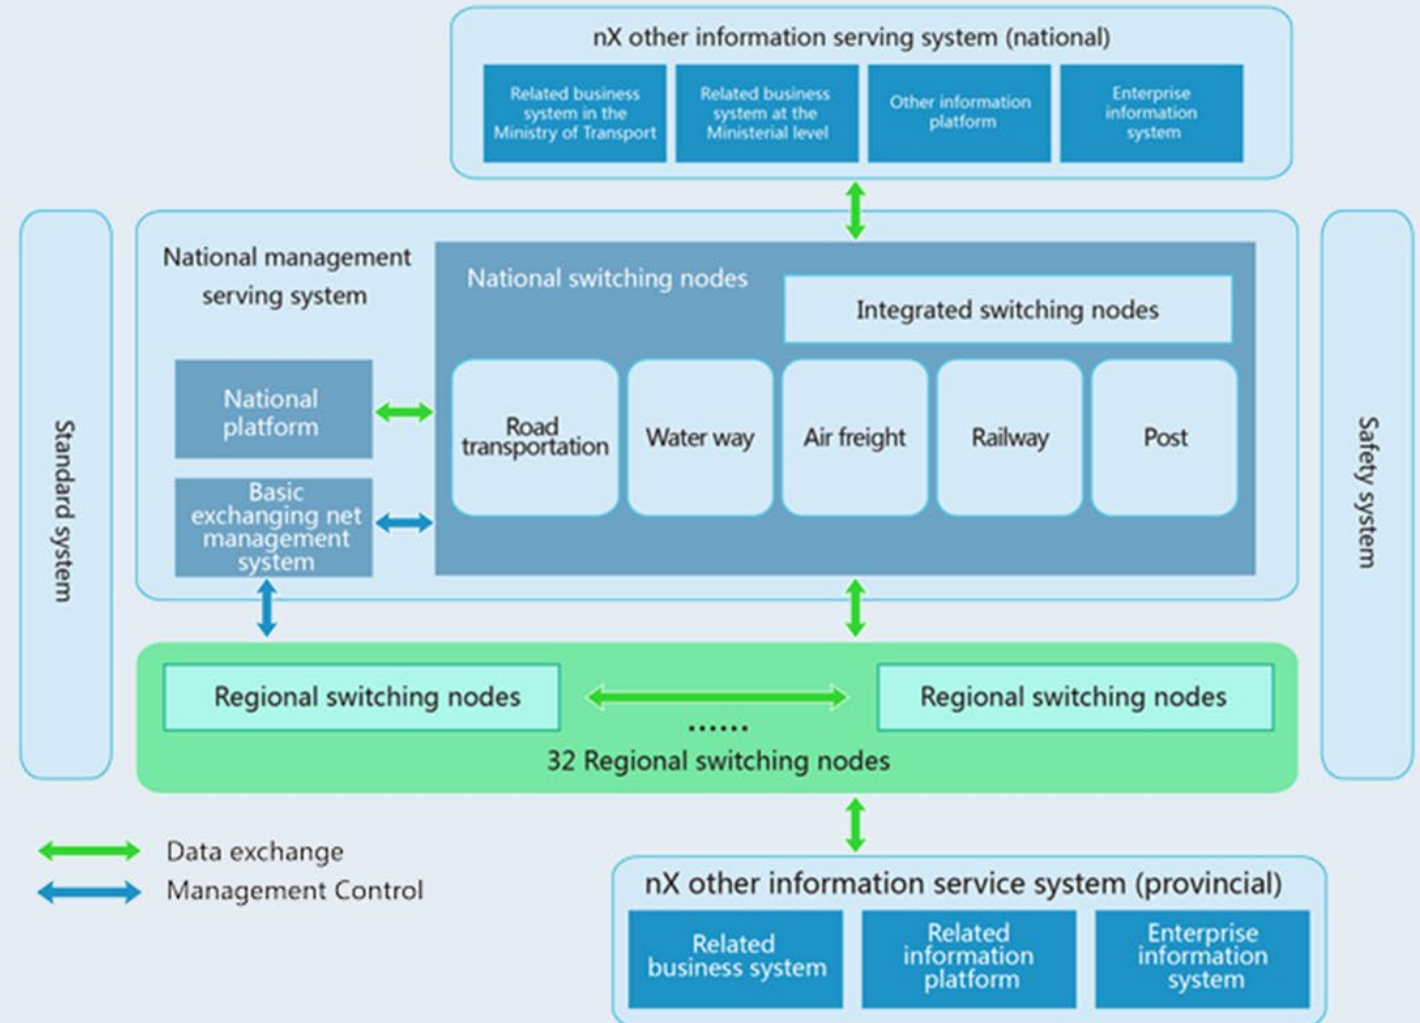 nX other information serving system (national)
Related business
system in the
Ministry of Transport
Related business
system at the
Ministerial level
Other information
platform
Enterprise
information
system
Standard system
National management
serving system
National
platform
Basic
exchanging net
management
system
National switching nodes
Integrated switching nodes
Road
transportation
Water way
Air freight
Railway
Post
Safety system
Regional switching nodes
......
Regional switching nodes
32 Regional switching nodes
Data exchange
Management Control
nX other information service system (provincial)
Related
business system
Related
information
platform
Enterprise
information
system